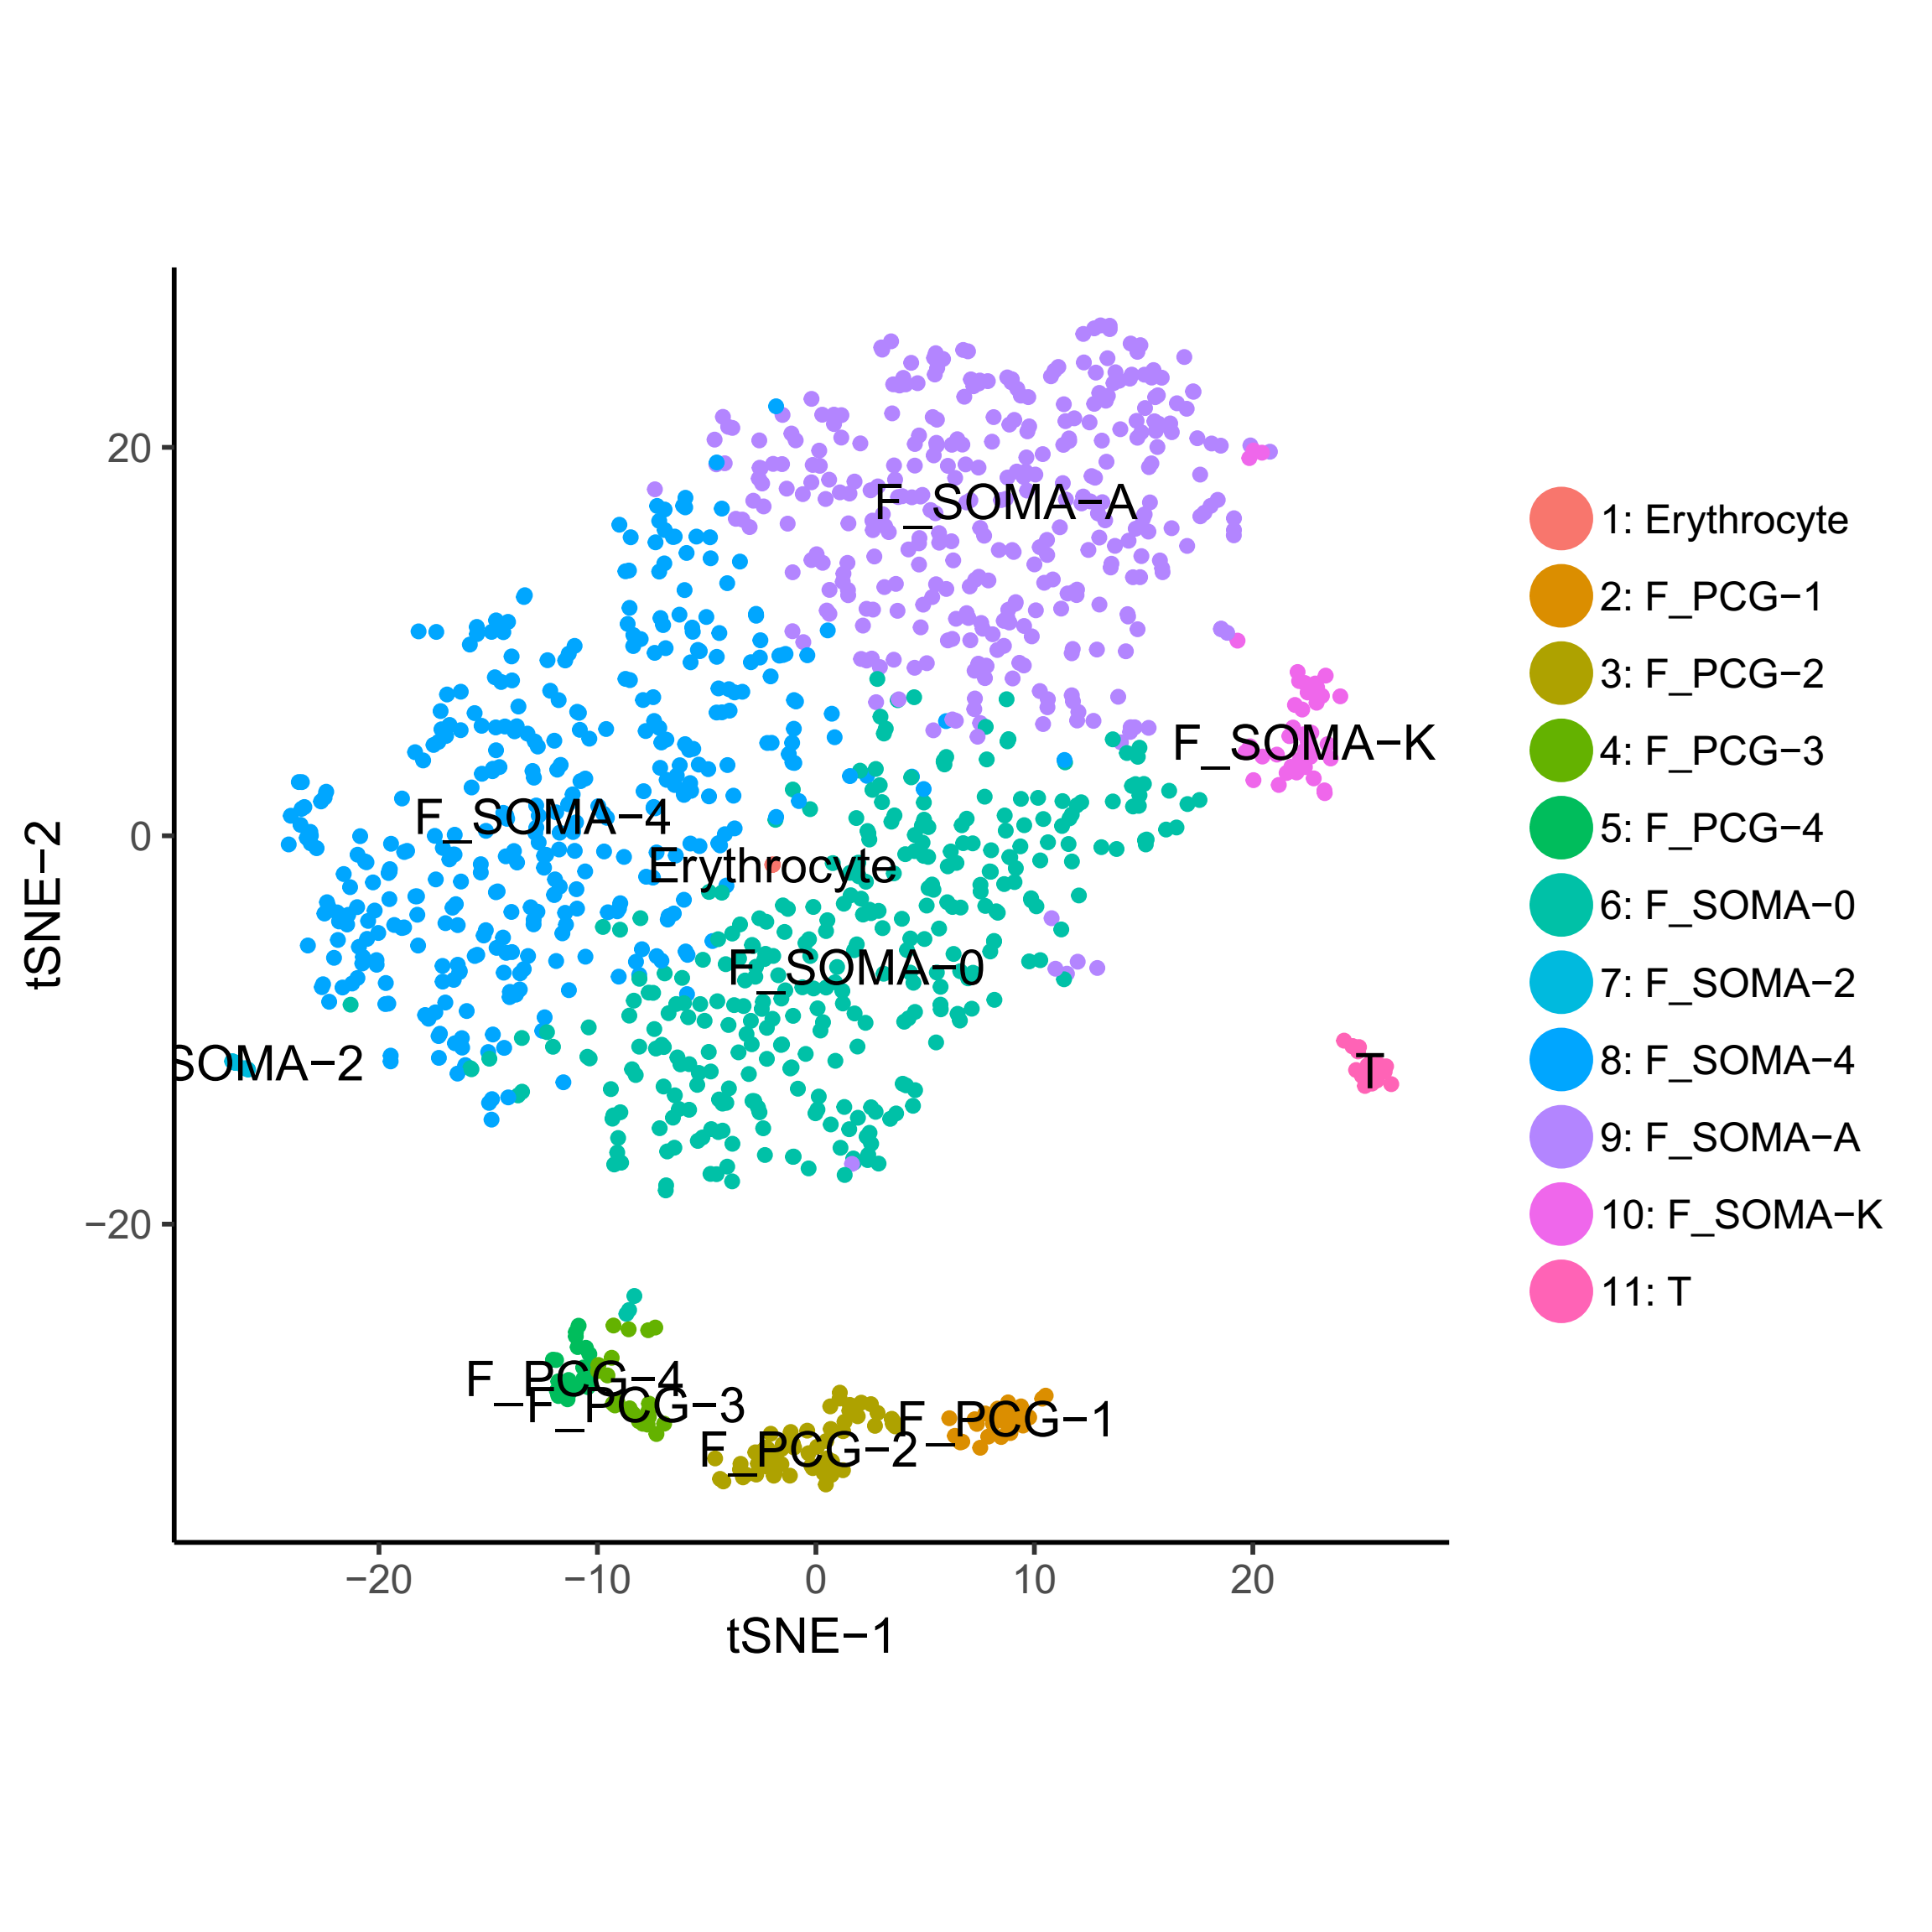 20
0
−20
tSNE−2
−20
−10
0
10
20
tSNE−1
F_SOMA−A
F_SOMA−K
F_SOMA−4
Erythrocyte
F_SOMA−0
SOMA−2
T
F_PCG−4
F_PCG−3
F_PCG−1
F_PCG−2
1: Erythrocyte
2: F_PCG−1
3: F_PCG−2
4: F_PCG−3
5: F_PCG−4
6: F_SOMA−0
7: F_SOMA−2
8: F_SOMA−4
9: F_SOMA−A
10: F_SOMA−K
11: T